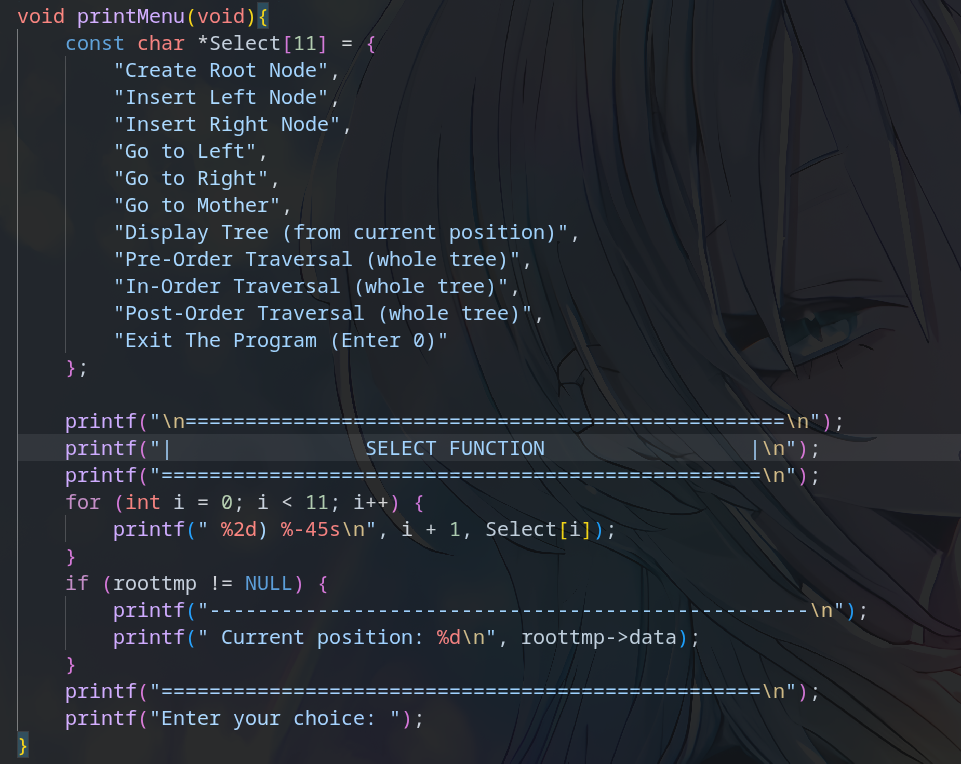 void printMenu(void){
    const char *Select[11] = {
        "Create Root Node",
        "Insert Left Node",
        "Insert Right Node",
        "Go to Left",
        "Go to Right",
        "Go to Mother",
        "Display Tree (from current position)",
        "Pre-Order Traversal (whole tree)",
        "In-Order Traversal (whole tree)",
        "Post-Order Traversal (whole tree)",
        "Exit The Program (Enter 0)"
    };

    printf("\n==================================================\n");
    printf("|                SELECT FUNCTION                 |\n");
    printf("==================================================\n");
    for (int i = 0; i < 11; i++) {
        printf(" %2d) %-45s\n", i + 1, Select[i]);
    }
    if (roottmp != NULL) {
        printf("--------------------------------------------------\n");
        printf(" Current position: %d\n", roottmp->data);
    }
    printf("==================================================\n");
    printf("Enter your choice: ");
}